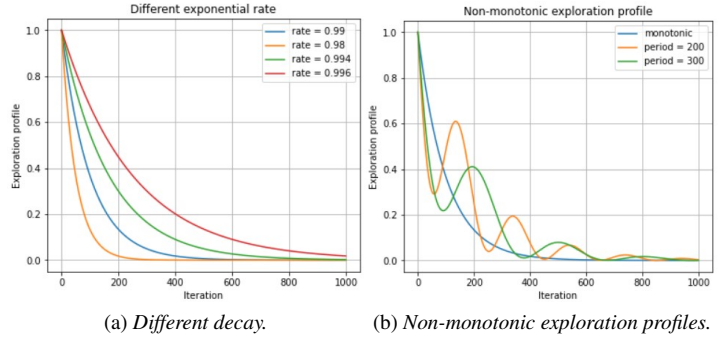 Different exponential rate
1.0
0.8
0.6
0.4
0.2
0.0
Exploration profile
rate = 0.99
rate = 0.98
rate = 0.994
rate = 0.996
0
200
400
600
800
1000
Iteration
(a) Different decay.
Non-monotonic exploration profile
1.0
0.8
0.6
0.4
0.2
0.0
Exploration profile
monotonic
period = 200
period = 300
0
200
400
600
800
1000
Iteration
(b) Non-monotonic exploration profiles.